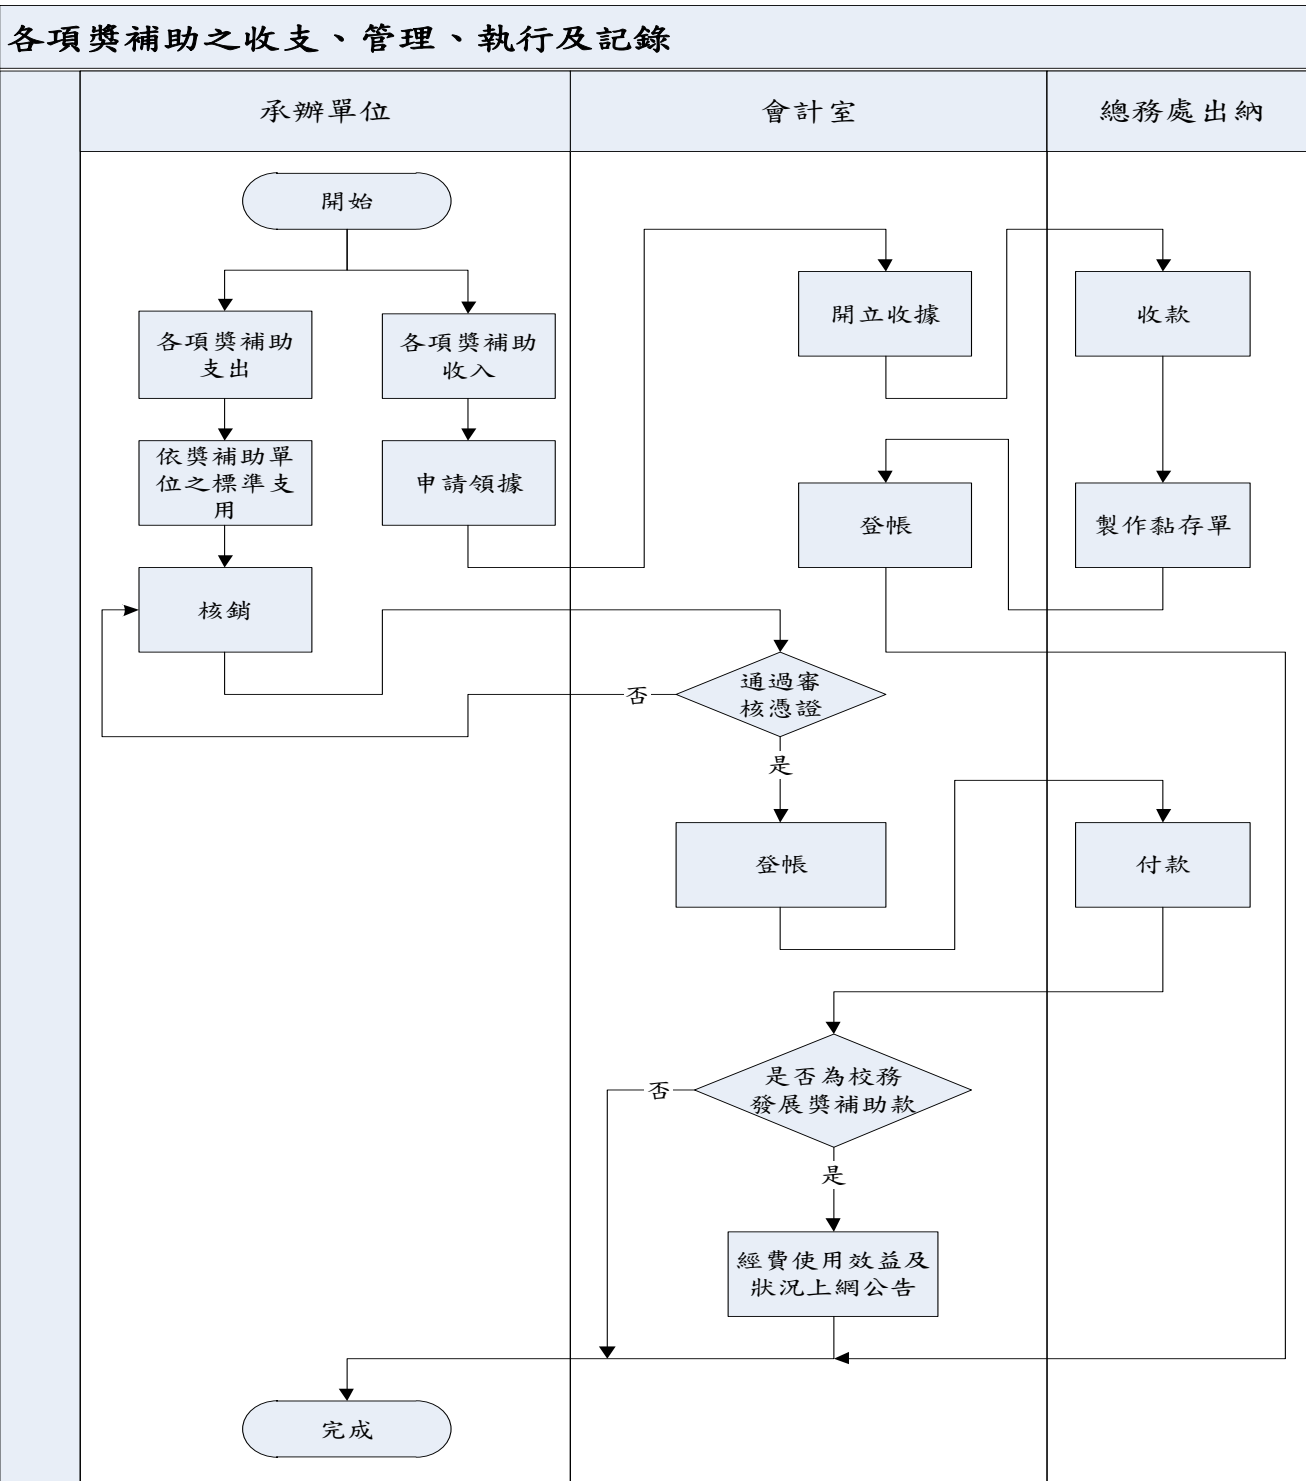 各項獎補助之收支、管理、執行及記錄
承辦單位
會計室
總務處出納
開始
各項獎補助
支出
各項獎補助
收入
開立收據
收款
依獎補助單
位之標準支
用
申請領據
登帳
製作黏存單
核銷
通過審
核憑證
否
是
登帳
付款
是否為校務
發展獎補助款
否
是
經費使用效益及
狀況上網公告
完成